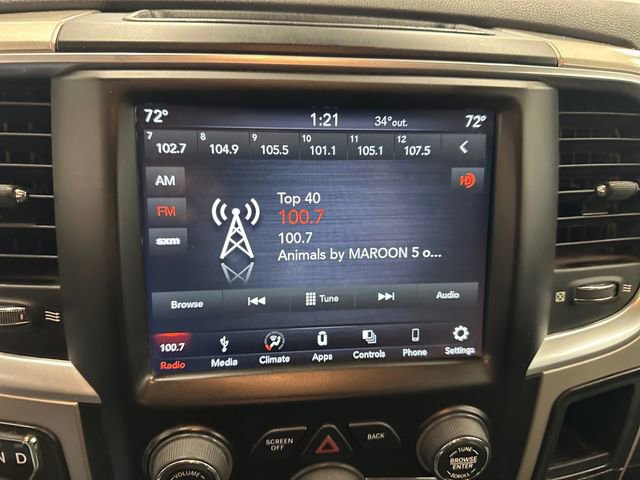 72° 1:21 34°out. 72°
7 8 9 10 11 12
102.7 104.9 105.5 101.1 105.1 107.5
AM
FM
sxm
HD
Top 40
100.7
100.7
Animals by MAROON 5 o...
Browse Tune Audio
100.7
Radio Media Climate Apps Controls Phone Settings
SCREEN OFF BACK
N D
VOLUME
TUNE
BROWSE
ENTER
SCROLL